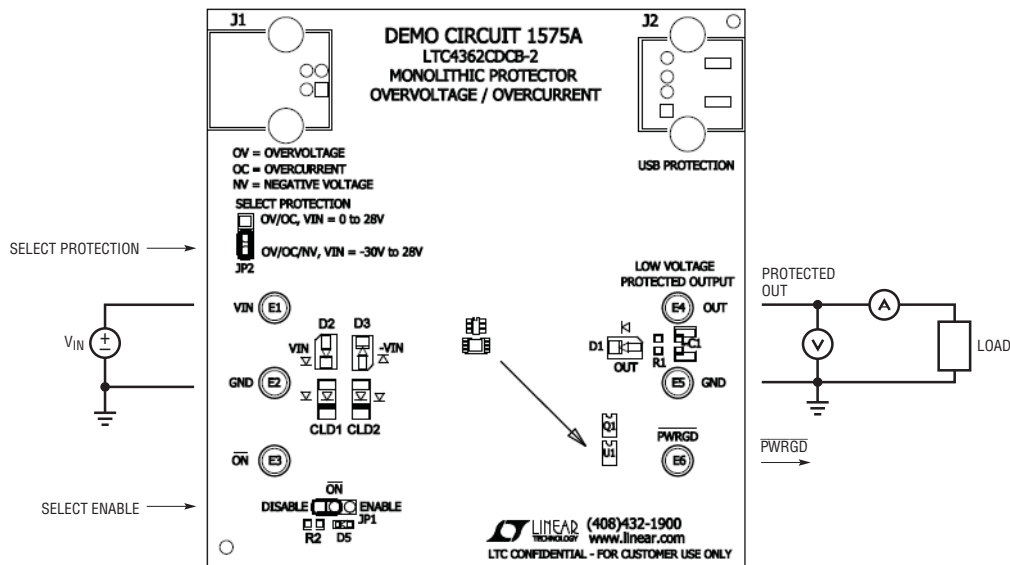 J1
J2
DEMO CIRCUIT 1575A
LTC4362CDCB-2
MONOLITHIC PROTECTOR
OVERVOLTAGE / OVERCURRENT
OV = OVERVOLTAGE
OC = OVERCURRENT
NV = NEGATIVE VOLTAGE
USB PROTECTION
SELECT PROTECTION
OV/OC, VIN = 0 to 28V
SELECT PROTECTION
OV/OC/NV, VIN = -30V to 28V
JP2
LOW VOLTAGE
PROTECTED OUTPUT
PROTECTED
OUT
VIN E1
E4 OUT
A
D2 D3
VIN -VIN
D1 OUT R1 C1
VIN
+
−
V
LOAD
GND E2
E5 GND
CLD1 CLD2
Q1
U1
PWRGD
E6
PWRGD
ON E3
SELECT ENABLE
ON
DISABLE ENABLE
JP1
R2 D5
LINEAR TECHNOLOGY (408)432-1900
www.linear.com
LTC CONFIDENTIAL - FOR CUSTOMER USE ONLY